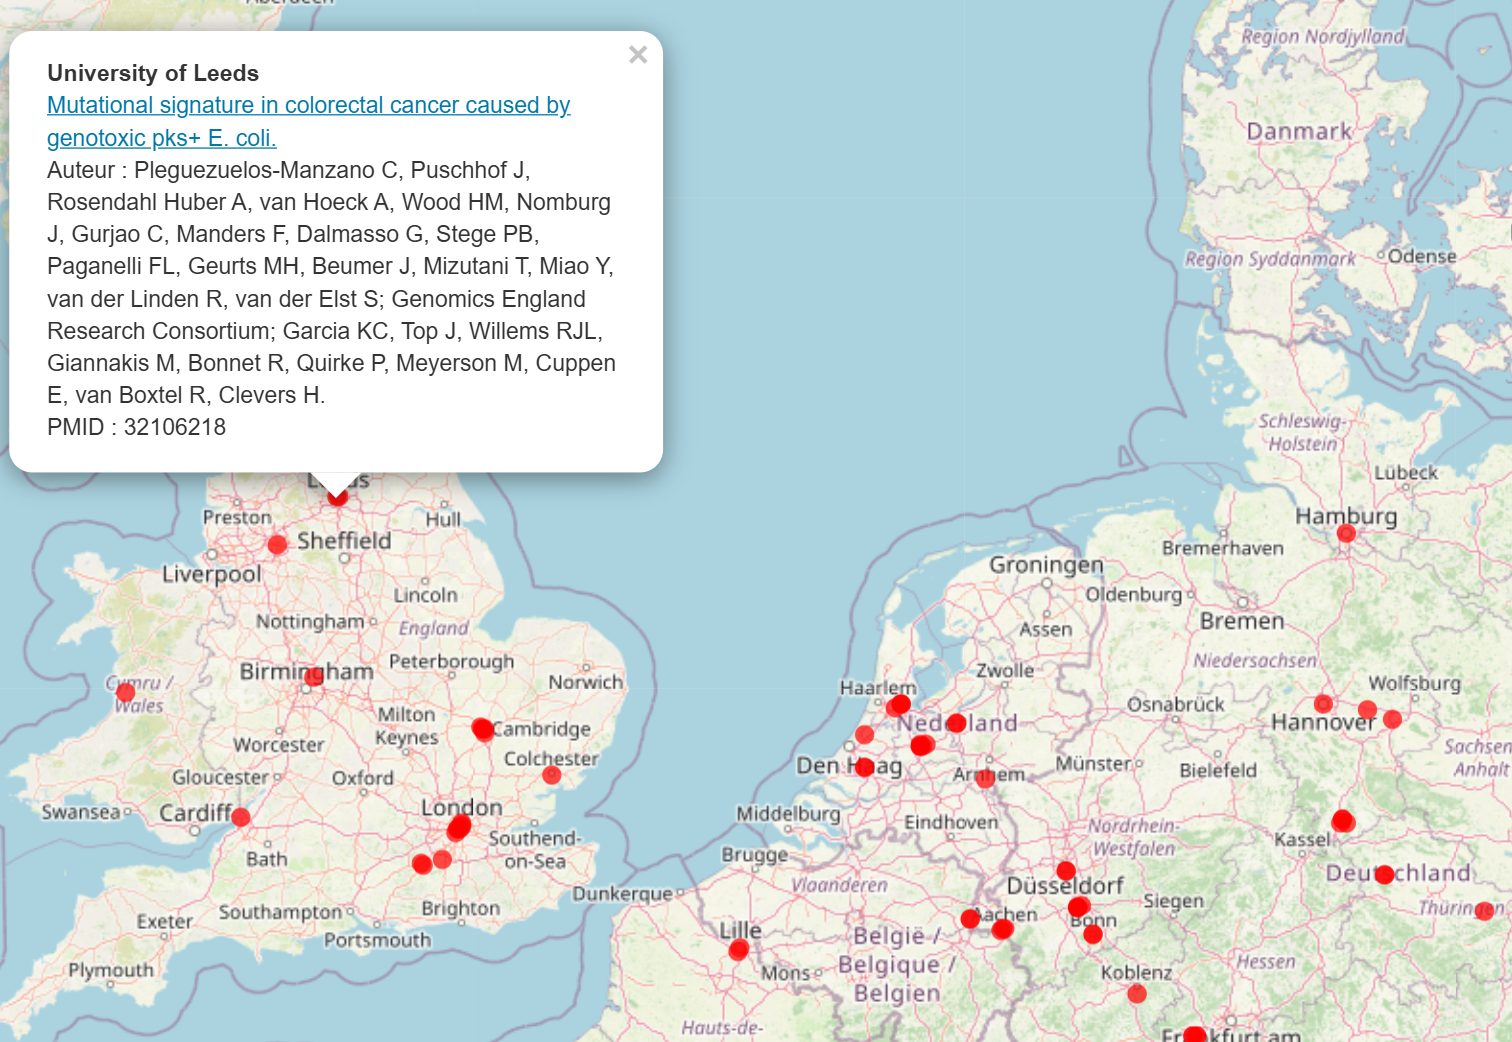 Aberdeen
University of Leeds
Mutational signature in colorectal cancer caused by
genotoxic pks+ E. coli.
Auteur : Pleguezuelos-Manzano C, Puschhof J,
Rosendahl Huber A, van Hoeck A, Wood HM, Nomburg
J, Gurjao C, Manders F, Dalmasso G, Stege PB,
Paganelli FL, Geurts MH, Beumer J, Mizutani T, Miao Y,
van der Linden R, van der Elst S; Genomics England
Research Consortium; Garcia KC, Top J, Willems RJL,
Giannakis M, Bonnet R, Quirke P, Meyerson M, Cuppen
E, van Boxtel R, Clevers H.
PMID : 32106218
×
Region Nordjylland
Danmark
Region Syddanmark
Odense
Schleswig-
Holstein
Lübeck
Hamburg
Leeds
Preston
Hull
Sheffield
Liverpool
Lincoln
Nottingham
England
Birmingham
Peterborough
Norwich
Cymru /
Wales
Milton
Keynes
Cambridge
Worcester
Colchester
Gloucester
Oxford
Swansea
Cardiff
London
Southend-
on-Sea
Bath
Exeter
Southampton
Brighton
Portsmouth
Plymouth
Groningen
Bremerhaven
Oldenburg
Bremen
Assen
Zwolle
Niedersachsen
Haarlem
Wolfsburg
Nederland
Osnabrück
Hannover
Sachsen
Anhalt
Den Haag
Arnhem
Münster
Bielefeld
Middelburg
Eindhoven
Nordrhein-
Westfalen
Kassel
Brugge
Vlaanderen
Dunkerque
Düsseldorf
Siegen
Deutschland
Thüringen
Lille
Aachen
Bonn
België /
Belgique /
Belgien
Mons
Koblenz
Hessen
Hauts-de-
Frankfurt am